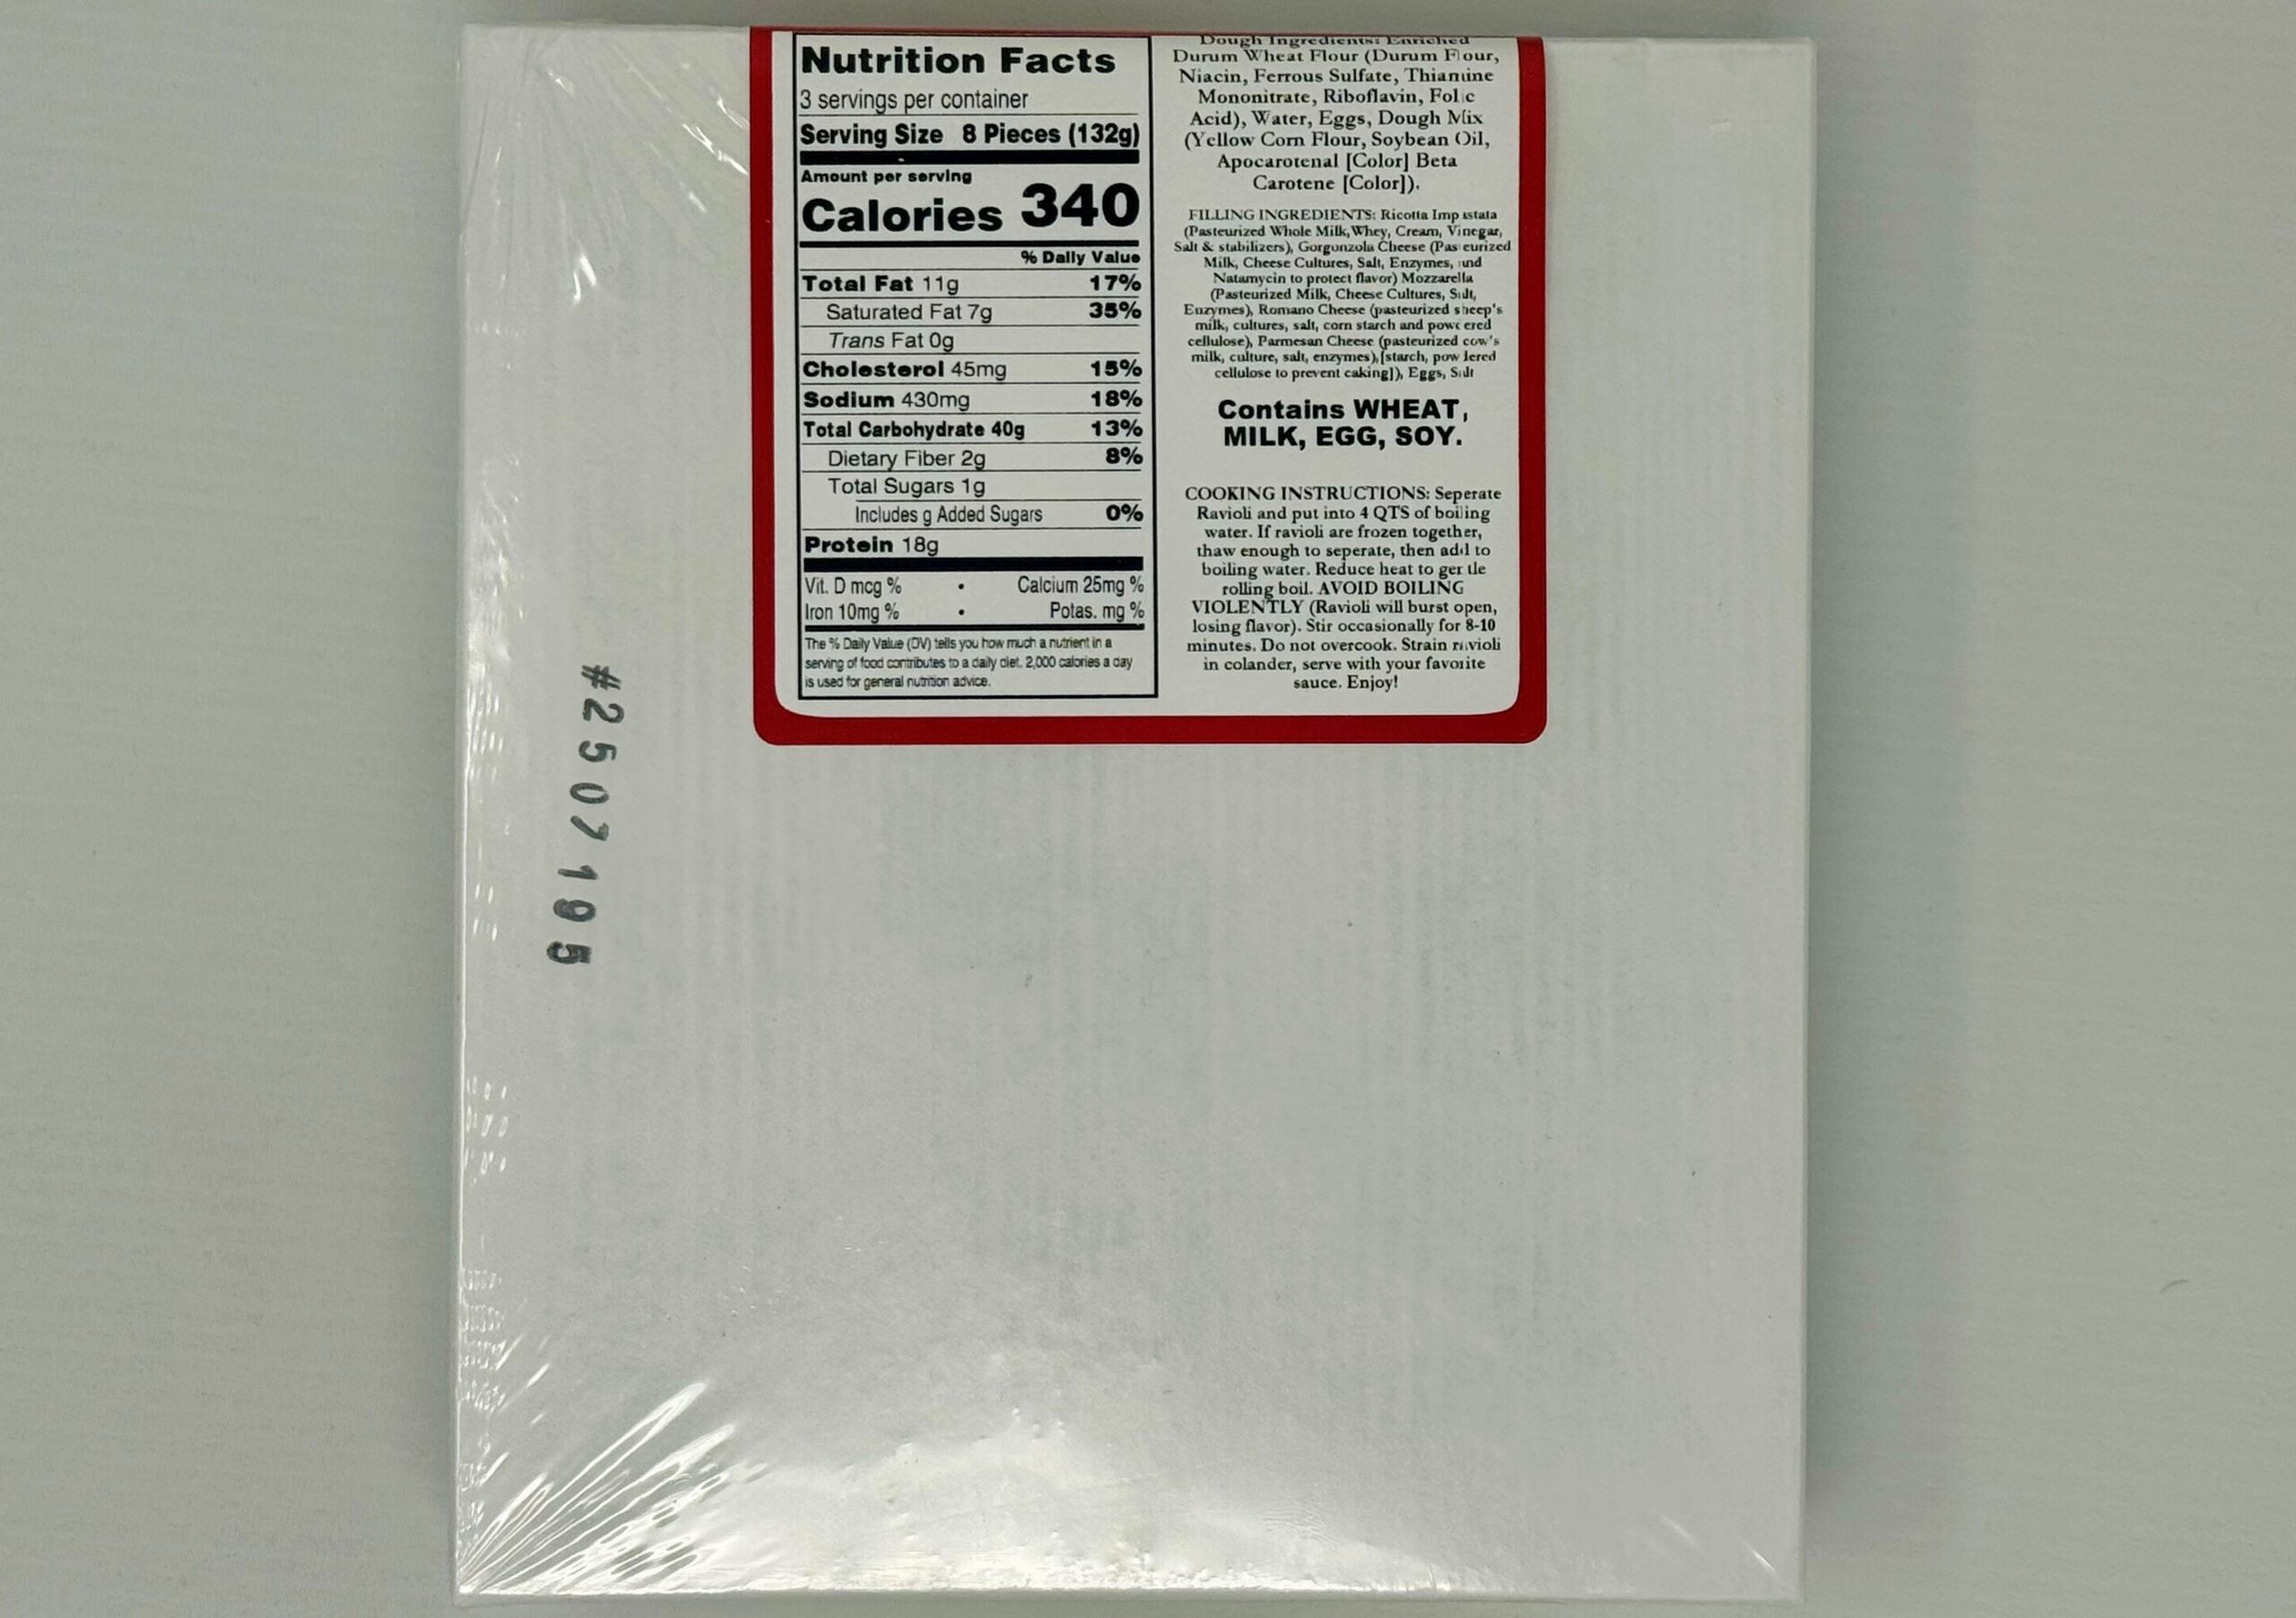 Nutrition Facts
3 servings per container
Serving Size 8 Pieces (132g)
Amount per serving
Calories 340
% Daily Value
Total Fat 11g 17%
Saturated Fat 7g 35%
Trans Fat 0g
Cholesterol 45mg 15%
Sodium 430mg 18%
Total Carbohydrate 40g 13%
Dietary Fiber 2g 8%
Total Sugars 1g
Includes g Added Sugars 0%
Protein 18g
Vit. D mcg % • Calcium 25mg %
Iron 10mg % • Potas. mg %
The % Daily Value (DV) tells you how much a nutrient in a
serving of food contributes to a daily diet. 2,000 calories a day
is used for general nutrition advice.
Dough Ingredients: Enriched
Durum Wheat Flour (Durum Flour,
Niacin, Ferrous Sulfate, Thiamine
Mononitrate, Riboflavin, Folic
Acid), Water, Eggs, Dough Mix
(Yellow Corn Flour, Soybean Oil,
Apocarotenal [Color] Beta
Carotene [Color]).
FILLING INGREDIENTS: Ricotta Impastata
(Pasteurized Whole Milk, Whey, Cream, Vinegar,
Salt & stabilizers), Gorgonzola Cheese (Pasteurized
Milk, Cheese Cultures, Salt, Enzymes, and
Natamycin to protect flavor) Mozzarella
(Pasteurized Milk, Cheese Cultures, Salt,
Enzymes), Romano Cheese (pasteurized sheep's
milk, cultures, salt, corn starch and powdered
cellulose), Parmesan Cheese (pasteurized cow's
milk, culture, salt, enzymes),[starch, powdered
cellulose to prevent caking]), Eggs, Salt
Contains WHEAT,
MILK, EGG, SOY.
COOKING INSTRUCTIONS: Seperate
Ravioli and put into 4 QTS of boiling
water. If ravioli are frozen together,
thaw enough to seperate, then add to
boiling water. Reduce heat to gentle
rolling boil. AVOID BOILING
VIOLENTLY (Ravioli will burst open,
losing flavor). Stir occasionally for 8-10
minutes. Do not overcook. Strain ravioli
in colander, serve with your favorite
sauce. Enjoy!
#2507195